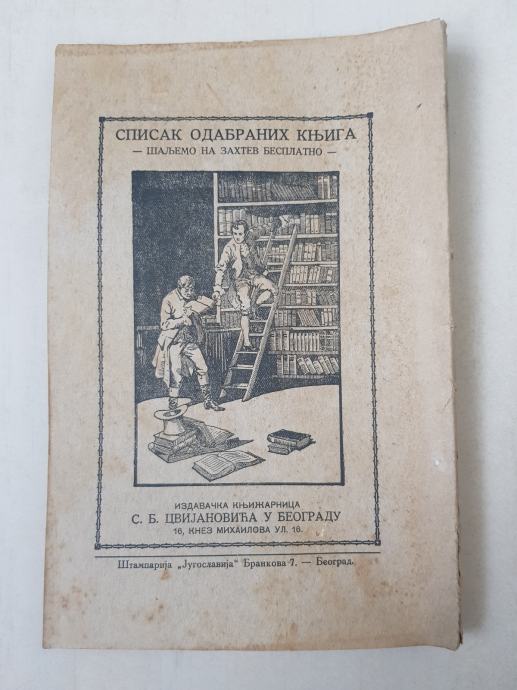 СПИСАК ОДАБРАНИХ КЊИГА
— ШАЉЕМО НА ЗАХТЕВ БЕСПЛАТНО —
ИЗДАВАЧКА КЊИЖАРНИЦА
С. Б. ЦВИЈАНОВИЋА У БЕОГРАДУ
16, КНЕЗ МИХАИЛОВА УЛ. 16.
Штампарија „Југославија“ Бранкова 7. — Београд.